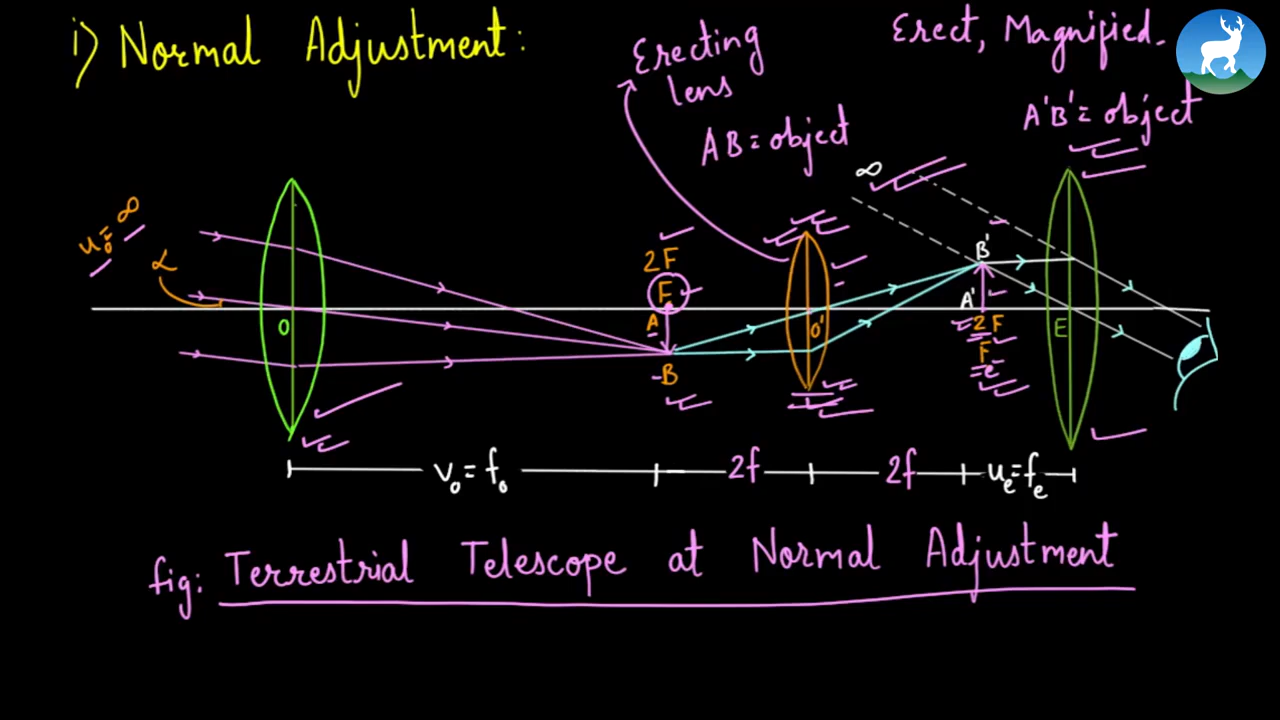 i) Normal Adjustment:
Erecting lens
Erect, Magnified.
AB = object
A'B' = object
∞
u₀ = ∞
α
2F
F
A
B
O
O'
B'
A'
2F
Fe
E
v₀ = f₀
2f
2f
uₑ = fₑ
fig: Terrestrial Telescope at Normal Adjustment